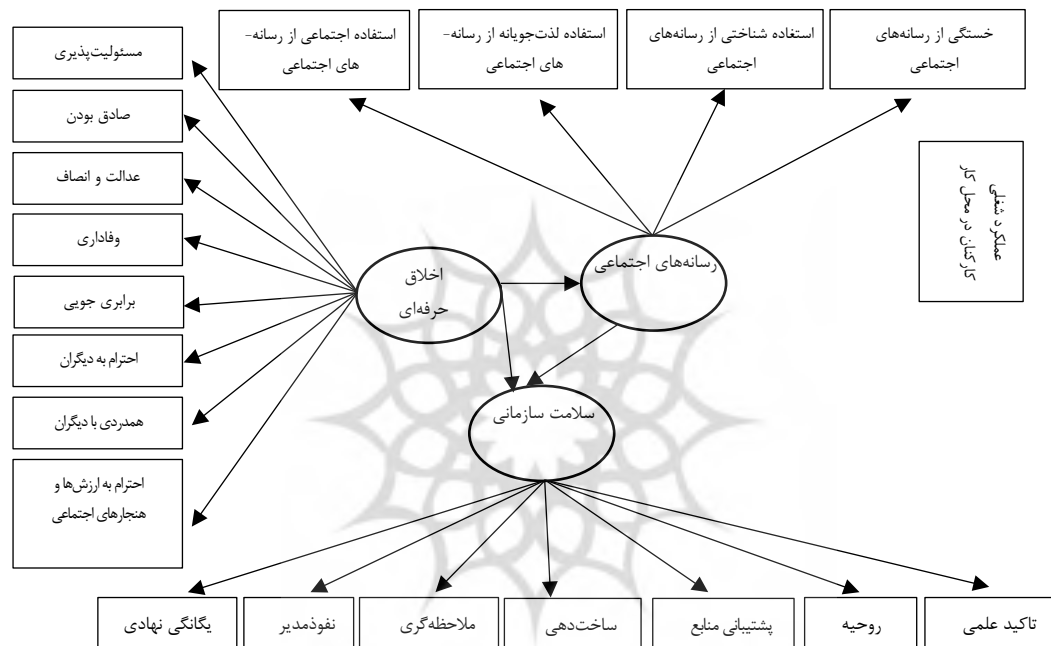 خستگی از رسانه‌های
اجتماعی
استغاده شناختی از رسانه‌های
اجتماعی
استفاده لذت‌جویانه از رسانه-
های اجتماعی
استفاده اجتماعی از رسانه-
های اجتماعی
مسئولیت‌پذیری
صادق بودن
عدالت و انصاف
وفاداری
برابری جویی
احترام به دیگران
همدردی با دیگران
احترام به ارزش‌ها و
هنجارهای اجتماعی
عملکرد شغلی
کارکنان در محل کار
رسانه‌های اجتماعی
اخلاق
حرفه‌ای
سلامت سازمانی
تاکید علمی
روحیه
پشتیبانی منابع
ساخت‌دهی
ملاحظه‌گری
نفوذمدیر
یگانگی نهادی